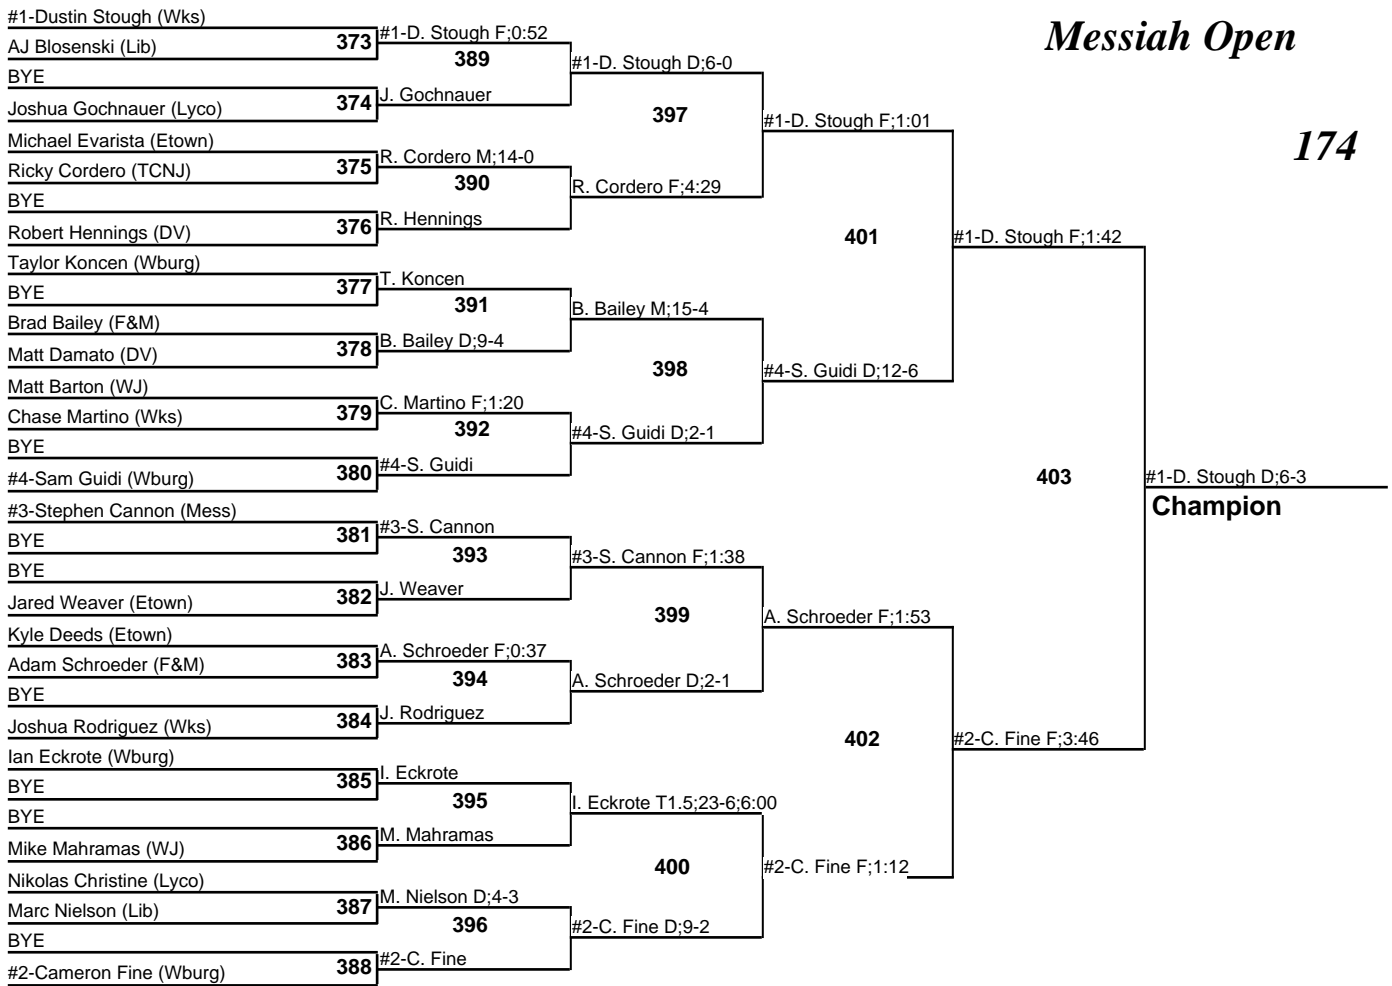 Messiah Open
174
#1-Dustin Stough (Wks)
AJ Blosenski (Lib)
BYE
Joshua Gochnauer (Lyco)
Michael Evarista (Etown)
Ricky Cordero (TCNJ)
BYE
Robert Hennings (DV)
Taylor Koncen (Wburg)
BYE
Brad Bailey (F&M)
Matt Damato (DV)
Matt Barton (WJ)
Chase Martino (Wks)
BYE
#4-Sam Guidi (Wburg)
#3-Stephen Cannon (Mess)
BYE
BYE
Jared Weaver (Etown)
Kyle Deeds (Etown)
Adam Schroeder (F&M)
BYE
Joshua Rodriguez (Wks)
Ian Eckrote (Wburg)
BYE
BYE
Mike Mahramas (WJ)
Nikolas Christine (Lyco)
Marc Nielson (Lib)
BYE
#2-Cameron Fine (Wburg)
373
374
375
376
377
378
379
380
381
382
383
384
385
386
387
388
#1-D. Stough F;0:52
389
J. Gochnauer
R. Cordero M;14-0
390
R. Hennings
T. Koncen
391
B. Bailey D;9-4
C. Martino F;1:20
392
#4-S. Guidi
#3-S. Cannon
393
J. Weaver
A. Schroeder F;0:37
394
J. Rodriguez
I. Eckrote
395
M. Mahramas
M. Nielson D;4-3
396
#2-C. Fine
#1-D. Stough D;6-0
397
R. Cordero F;4:29
B. Bailey M;15-4
398
#4-S. Guidi D;2-1
#3-S. Cannon F;1:38
399
A. Schroeder D;2-1
I. Eckrote T1.5;23-6;6:00
400
#2-C. Fine D;9-2
#1-D. Stough F;1:01
401
#4-S. Guidi D;12-6
A. Schroeder F;1:53
402
#2-C. Fine F;1:12
#1-D. Stough F;1:42
403
#2-C. Fine F;3:46
#1-D. Stough D;6-3
Champion